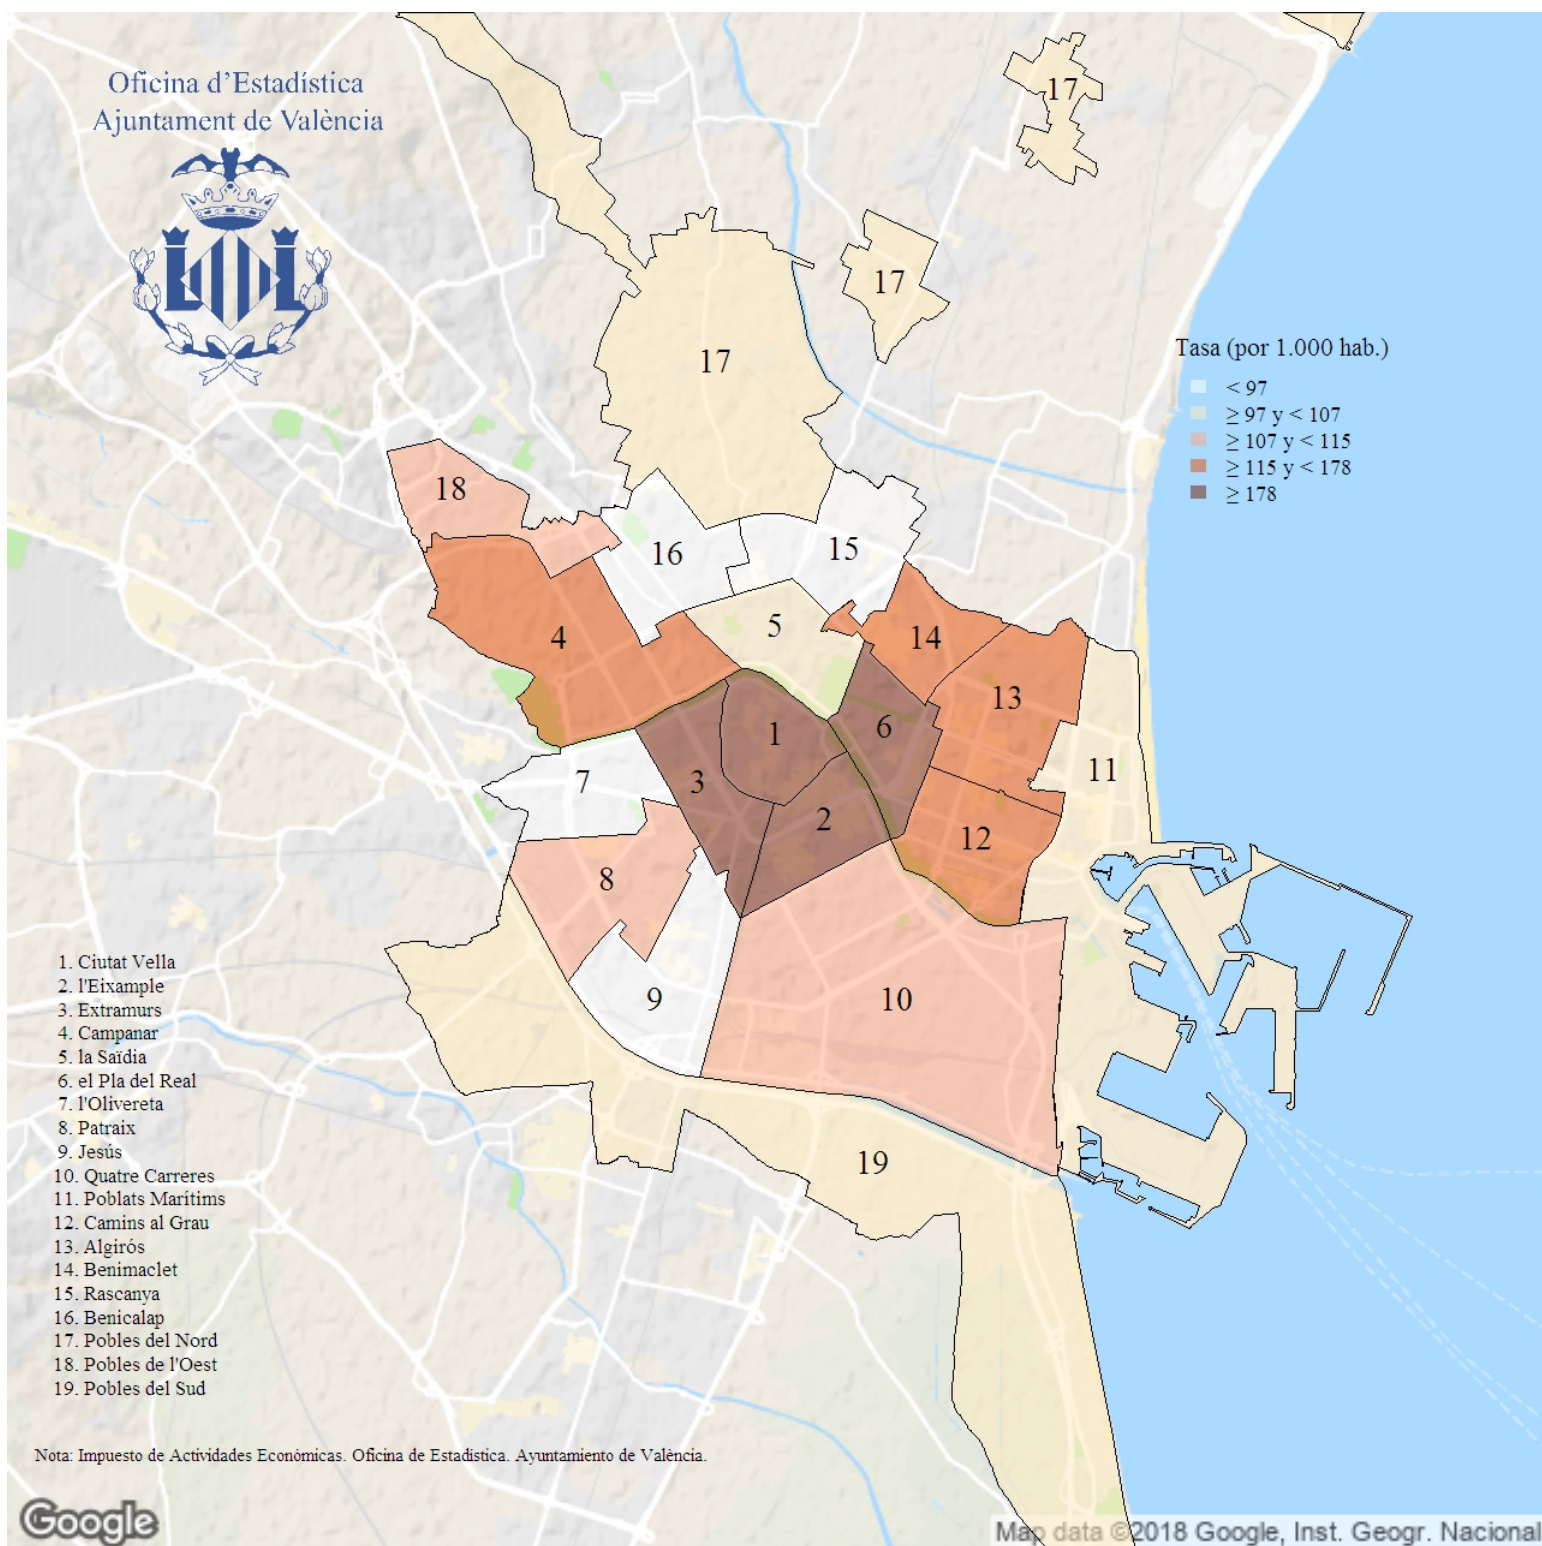 Oficina d'Estadística
Ajuntament de València
17
17
17
Tasa (por 1.000 hab.)
< 97
≥ 97 y < 107
≥ 107 y < 115
≥ 115 y < 178
≥ 178
18
16
15
4
5
14
13
6
1
11
7
3
2
12
8
9
10
19
1. Ciutat Vella
2. l'Eixample
3. Extramurs
4. Campanar
5. la Saïdia
6. el Pla del Real
7. l'Olivereta
8. Patraix
9. Jesús
10. Quatre Carreres
11. Poblats Marítims
12. Camins al Grau
13. Algirós
14. Benimaclet
15. Rascanya
16. Benicalap
17. Pobles del Nord
18. Pobles de l'Oest
19. Pobles del Sud
Nota: Impuesto de Actividades Económicas. Oficina de Estadística. Ayuntamiento de València.
Google
Map data ©2018 Google, Inst. Geogr. Nacional